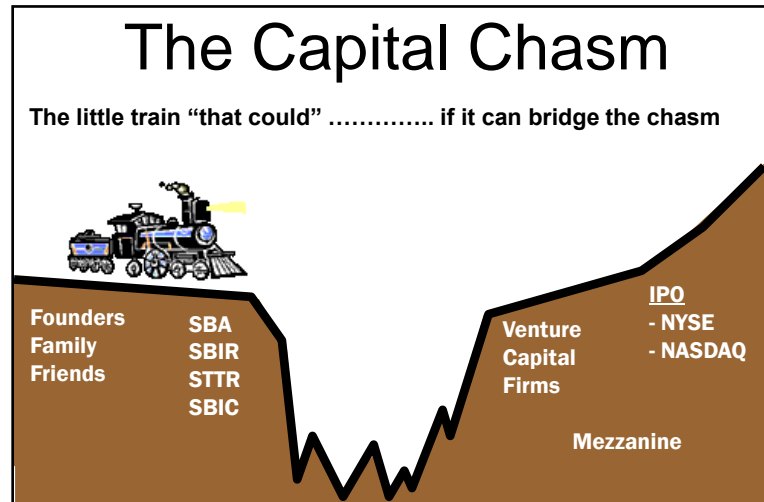 The Capital Chasm
The little train “that could” ………….. if it can bridge the chasm
Founders
Family
Friends
SBA
SBIR
STTR
SBIC
Venture
Capital
Firms
IPO
- NYSE
- NASDAQ
Mezzanine